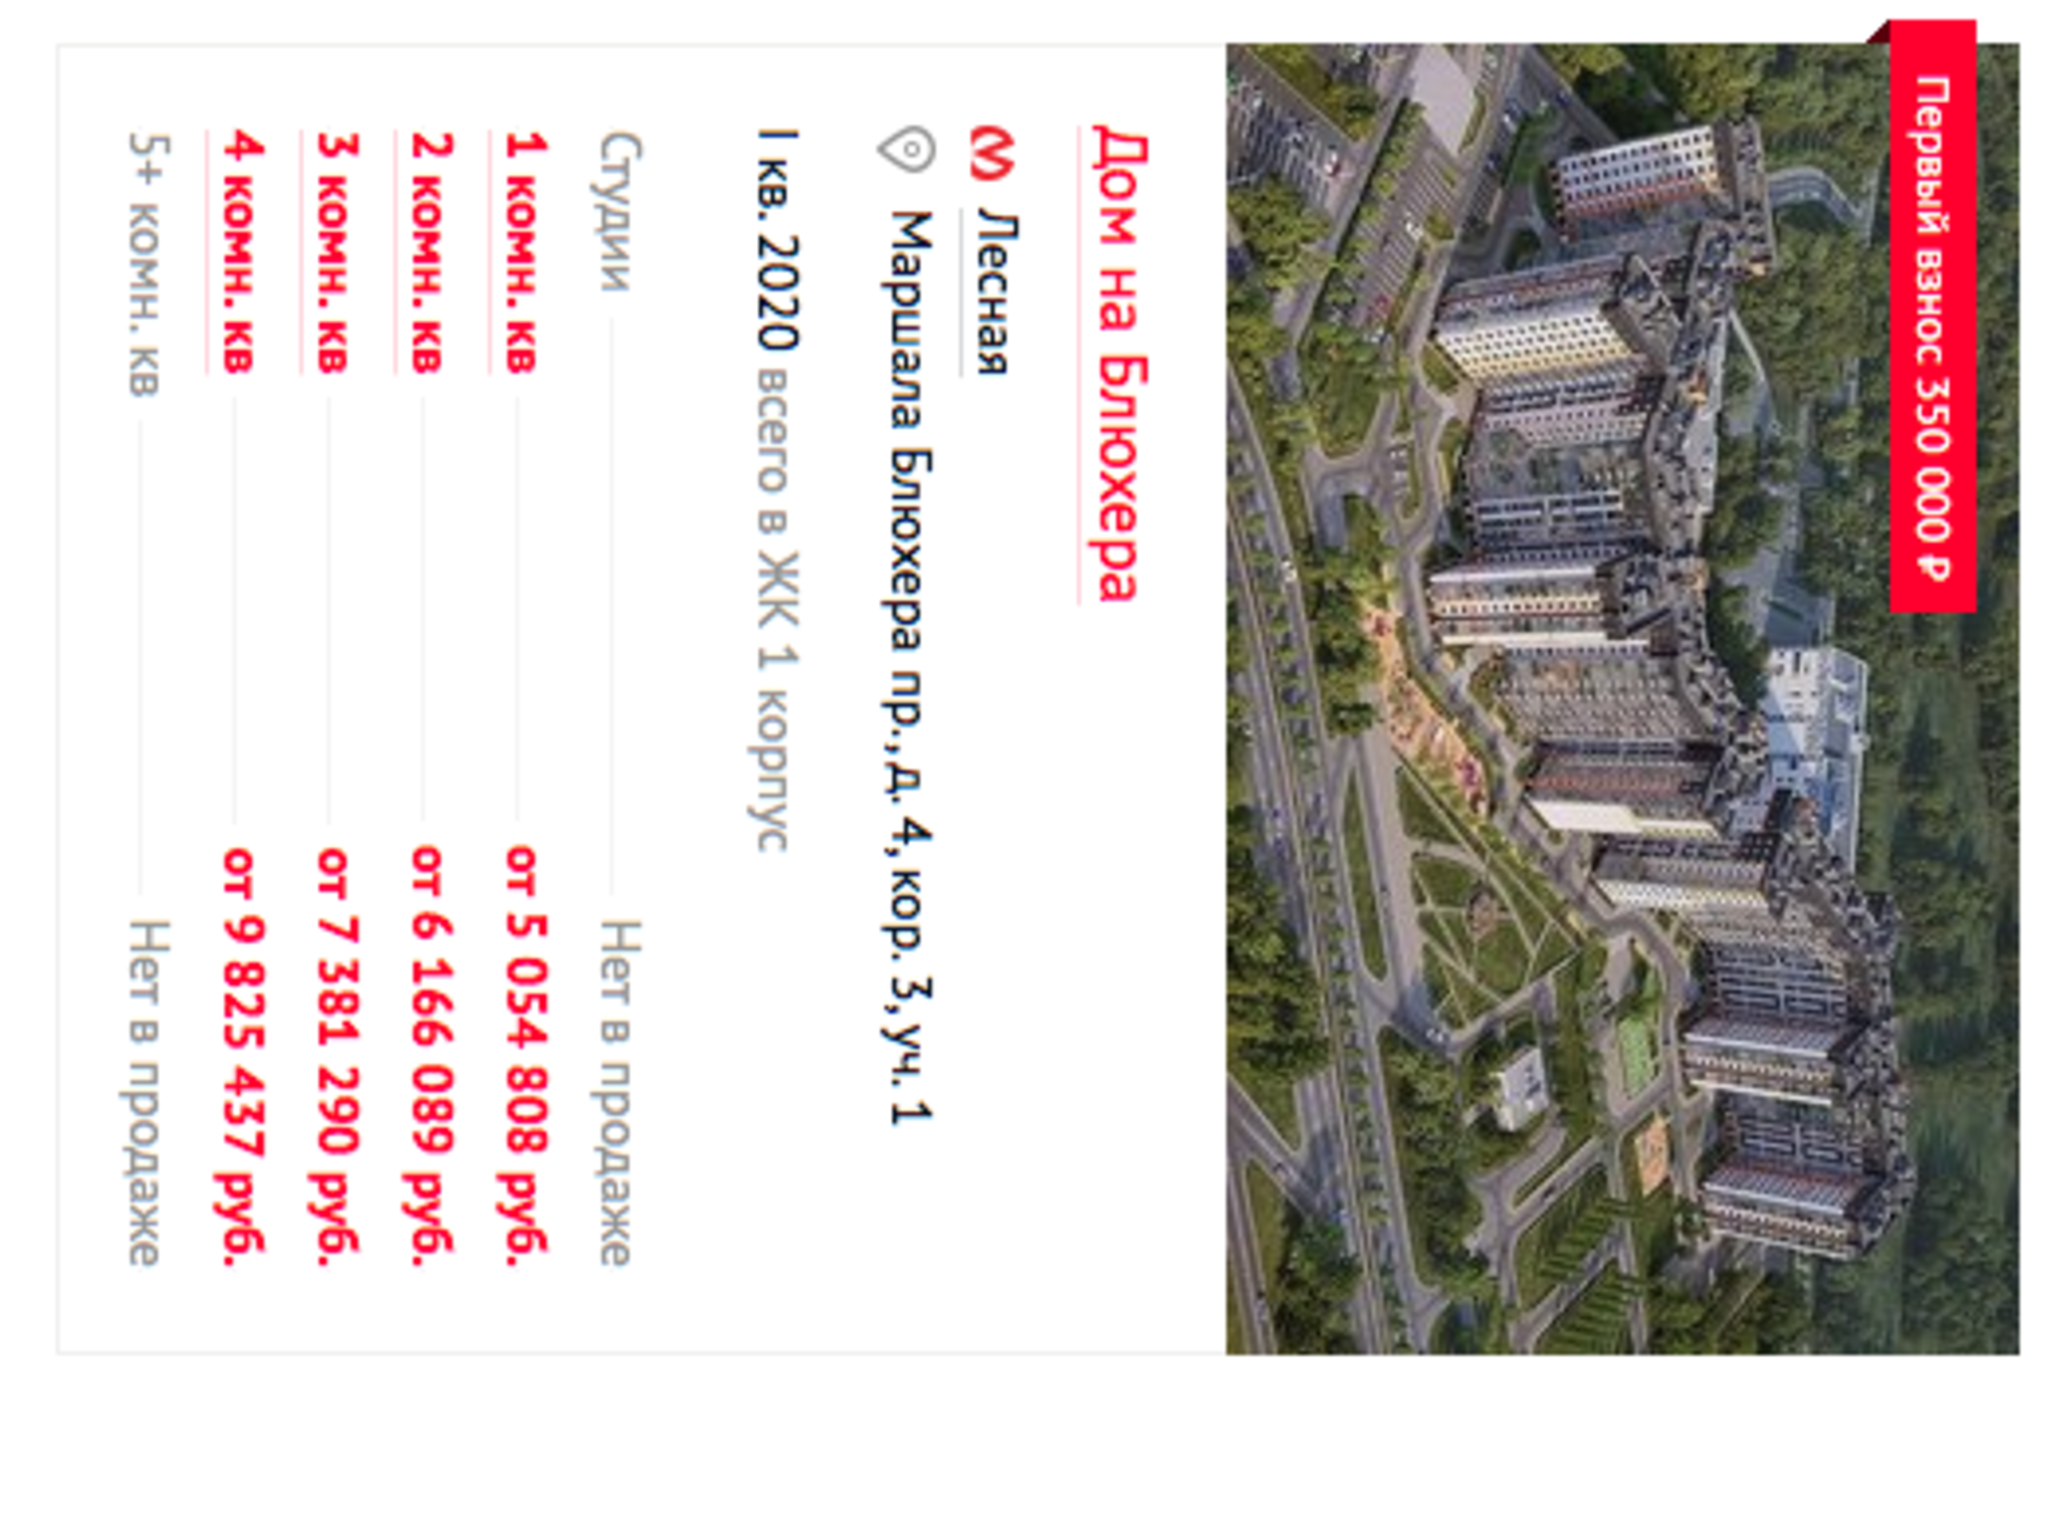 Первый взнос 350 000 ₽
Дом на Блюхера
Лесная
Маршала Блюхера пр., д. 4, кор. 3, уч. 1
I кв. 2020 всего в ЖК 1 корпус
Студии Нет в продаже
1 комн. кв от 5 054 808 руб.
2 комн. кв от 6 166 089 руб.
3 комн. кв от 7 381 290 руб.
4 комн. кв от 9 825 437 руб.
5+ комн. кв Нет в продаже